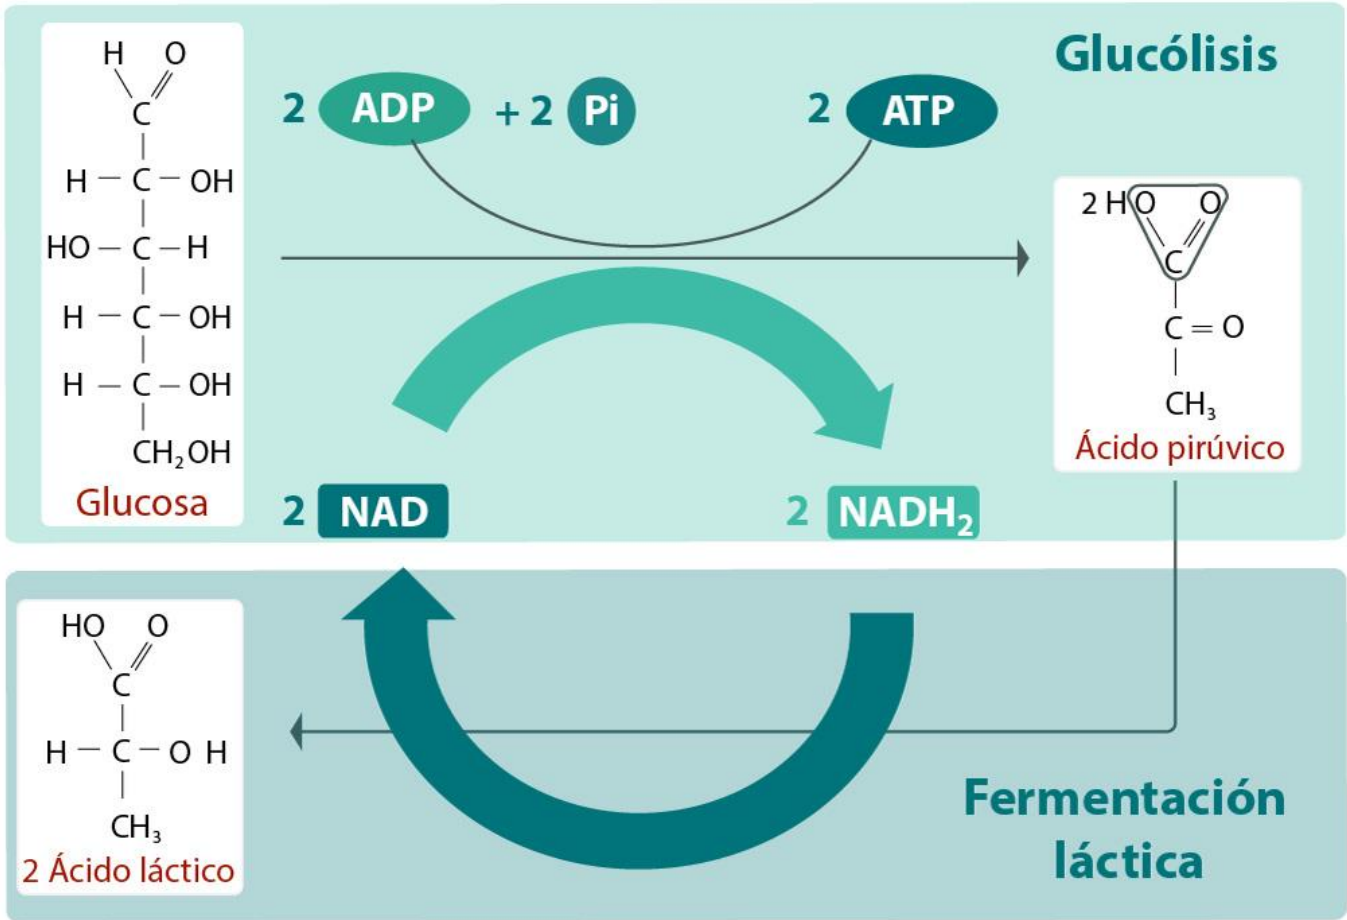 Glucólisis
H O
C
H – C – OH
HO – C – H
H – C – OH
H – C – OH
CH₂OH
Glucosa
2 ADP + 2 Pi
2 ATP
2 HO O
C
C = O
CH₃
Ácido pirúvico
2 NAD
2 NADH₂
HO O
C
H – C – O H
CH₃
2 Ácido láctico
Fermentación
láctica